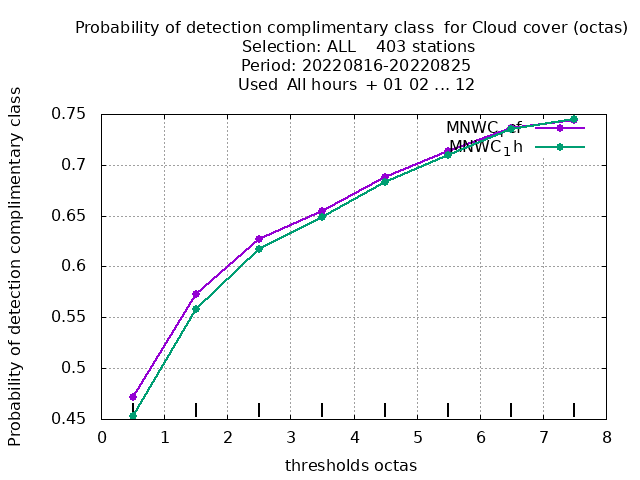 Probability of detection complimentary class  for Cloud cover (octas)
Selection: ALL    403 stations
Period: 20220816-20220825
Used  All hours  + 01 02 ... 12
Probability of detection complimentary class
0.75
0.7
0.65
0.6
0.55
0.5
0.45
0 1 2 3 4 5 6 7 8
thresholds octas
MNWC_ref
MNWC_1h